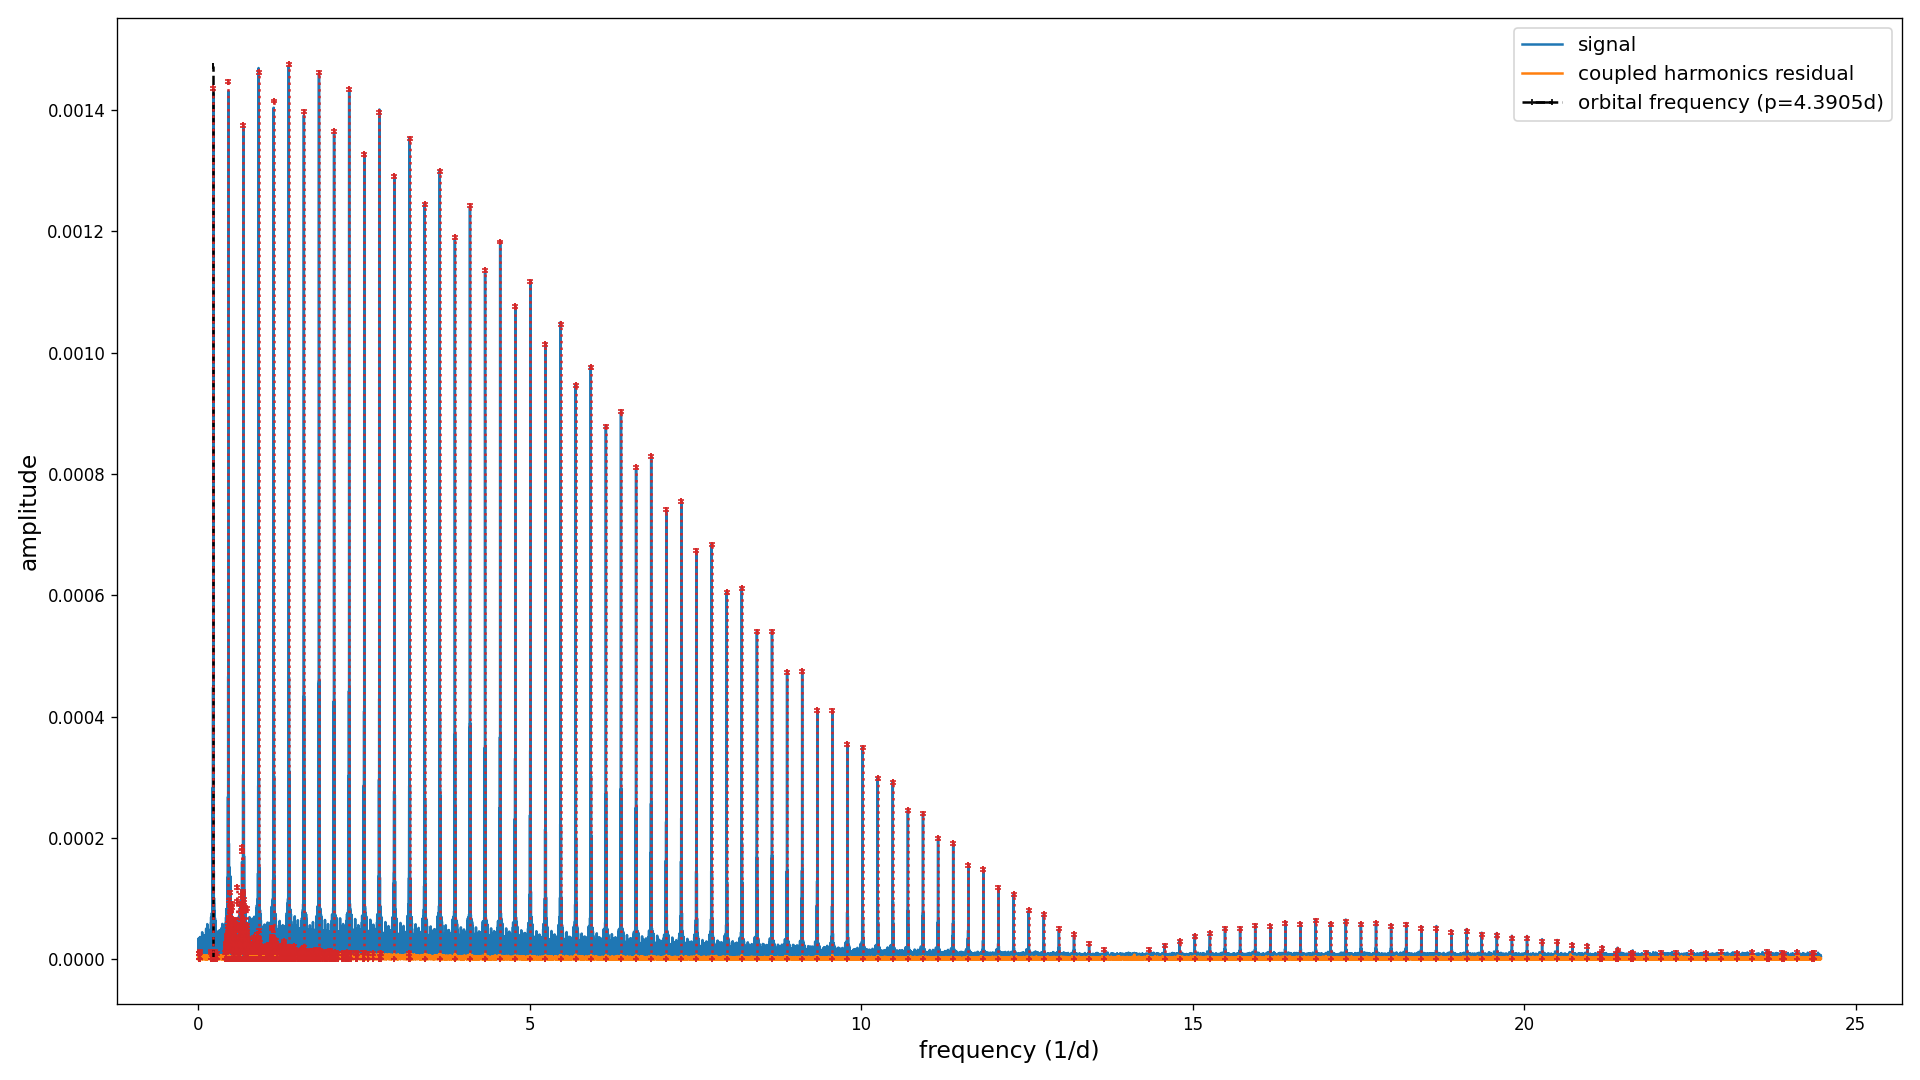 signal
coupled harmonics residual
orbital frequency (p=4.3905d)
0.0014
0.0012
0.0010
0.0008
0.0006
0.0004
0.0002
0.0000
amplitude
0
5
10
15
20
25
frequency (1/d)